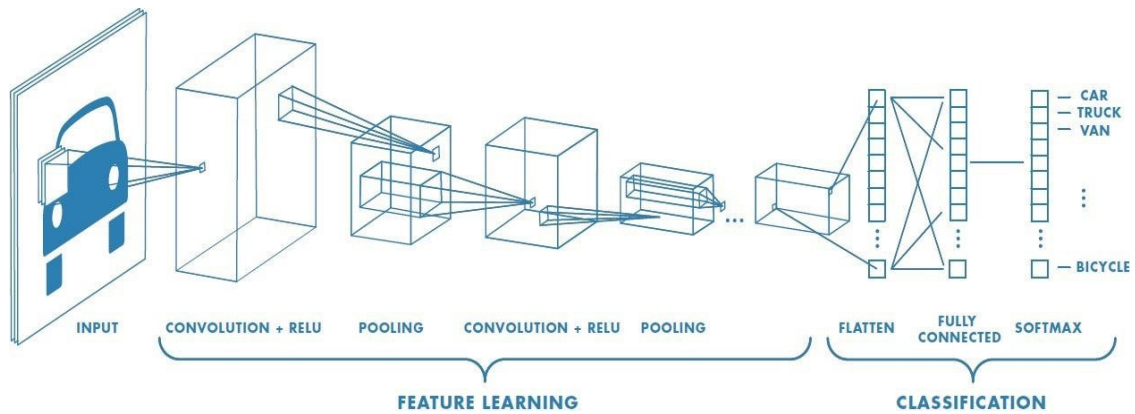 CAR
TRUCK
VAN
BICYCLE
INPUT
CONVOLUTION + RELU
POOLING
CONVOLUTION + RELU
POOLING
FLATTEN
FULLY
CONNECTED
SOFTMAX
FEATURE LEARNING
CLASSIFICATION